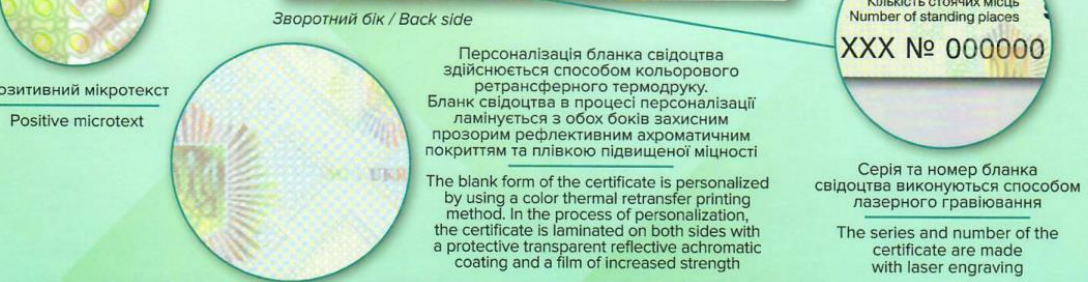 Зворотний бік / Back side
Кількість стоячих місць
Number of standing places
XXX № 000000
Позитивний мікротекст
Positive microtext
Персоналізація бланка свідоцтва
здійснюється способом кольорового
ретрансферного термодруку.
Бланк свідоцтва в процесі персоналізації
ламінується з обох боків захисним
прозорим рефлективним ахроматичним
покриттям та плівкою підвищеної міцності
The blank form of the certificate is personalized
by using a color thermal retransfer printing
method. In the process of personalization,
the certificate is laminated on both sides with
a protective transparent reflective achromatic
coating and a film of increased strength
Серія та номер бланка
свідоцтва виконуються способом
лазерного гравіювання
The series and number of the
certificate are made
with laser engraving